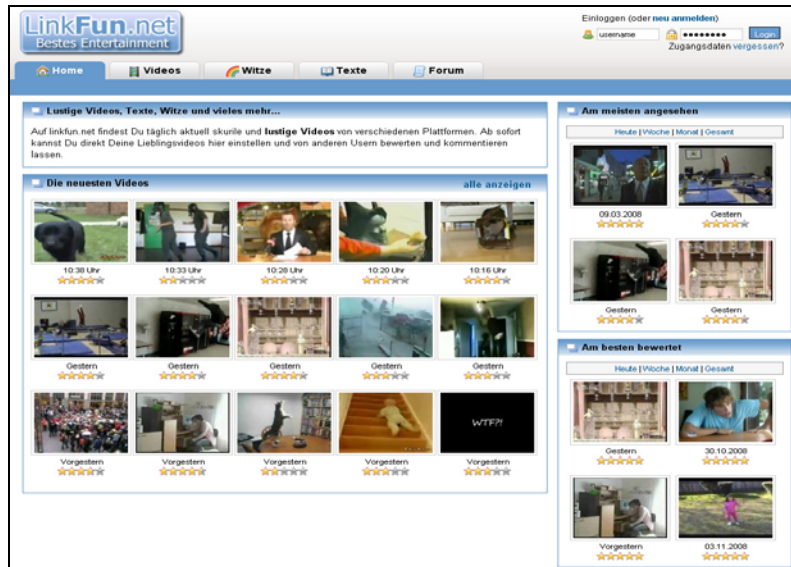 LinkFun.net
Bestes Entertainment
Einloggen (oder neu anmelden)
username
Login
Zugangsdaten vergessen?
Home
Videos
Witze
Texte
Forum
Lustige Videos, Texte, Witze und vieles mehr...
Auf linkfun.net findest Du täglich aktuell skurile und lustige Videos von verschiedenen Plattformen. Ab sofort
kannst Du direkt Deine Lieblingsvideos hier einstellen und von anderen Usern bewerten und kommentieren
lassen.
Die neuesten Videos
alle anzeigen
10:38 Uhr
10:33 Uhr
10:28 Uhr
10:20 Uhr
10:16 Uhr
Gestern
Gestern
Gestern
Gestern
Gestern
WTF?!
Vorgestern
Vorgestern
Vorgestern
Vorgestern
Vorgestern
Am meisten angesehen
Heute | Woche | Monat | Gesamt
09.03.2008
Gestern
Gestern
Gestern
Am besten bewertet
Heute | Woche | Monat | Gesamt
Gestern
30.10.2008
Vorgestern
03.11.2008